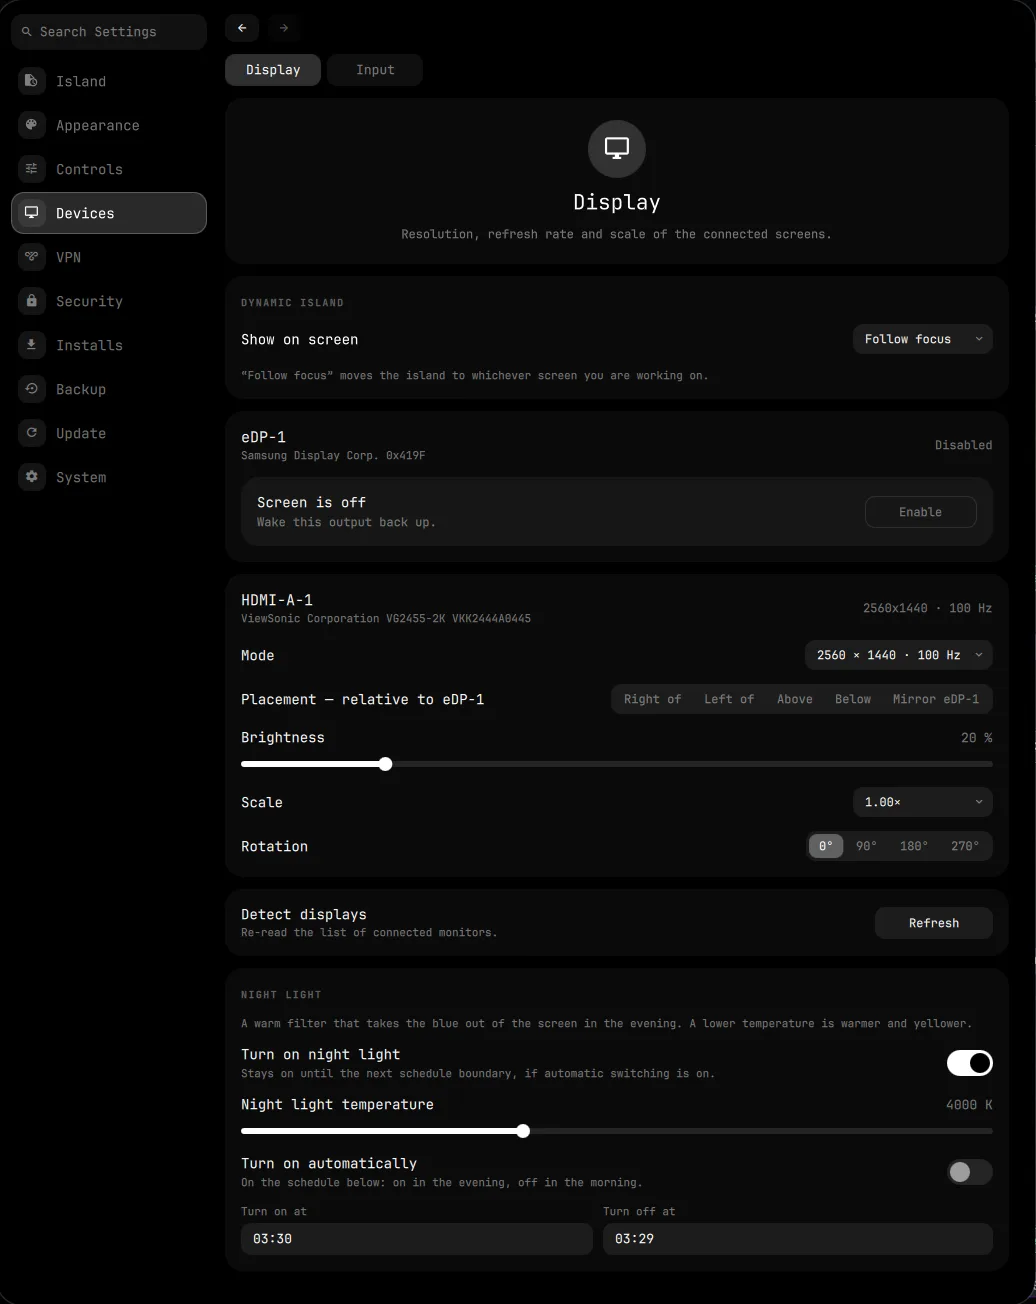 Search Settings
Island
Appearance
Controls
Devices
VPN
Security
Installs
Backup
Update
System
Display
Input
Display
Resolution, refresh rate and scale of the connected screens.
DYNAMIC ISLAND
Show on screen
Follow focus
“Follow focus” moves the island to whichever screen you are working on.
eDP-1
Samsung Display Corp. 0x419F
Disabled
Screen is off
Wake this output back up.
Enable
HDMI-A-1
ViewSonic Corporation VG2455-2K VKK2444A0445
2560x1440 · 100 Hz
Mode
2560 × 1440 · 100 Hz
Placement — relative to eDP-1
Right of Left of Above Below Mirror eDP-1
Brightness
20 %
Scale
1.00×
Rotation
0° 90° 180° 270°
Detect displays
Re-read the list of connected monitors.
Refresh
NIGHT LIGHT
A warm filter that takes the blue out of the screen in the evening. A lower temperature is warmer and yellower.
Turn on night light
Stays on until the next schedule boundary, if automatic switching is on.
Night light temperature
4000 K
Turn on automatically
On the schedule below: on in the evening, off in the morning.
Turn on at
03:30
Turn off at
03:29